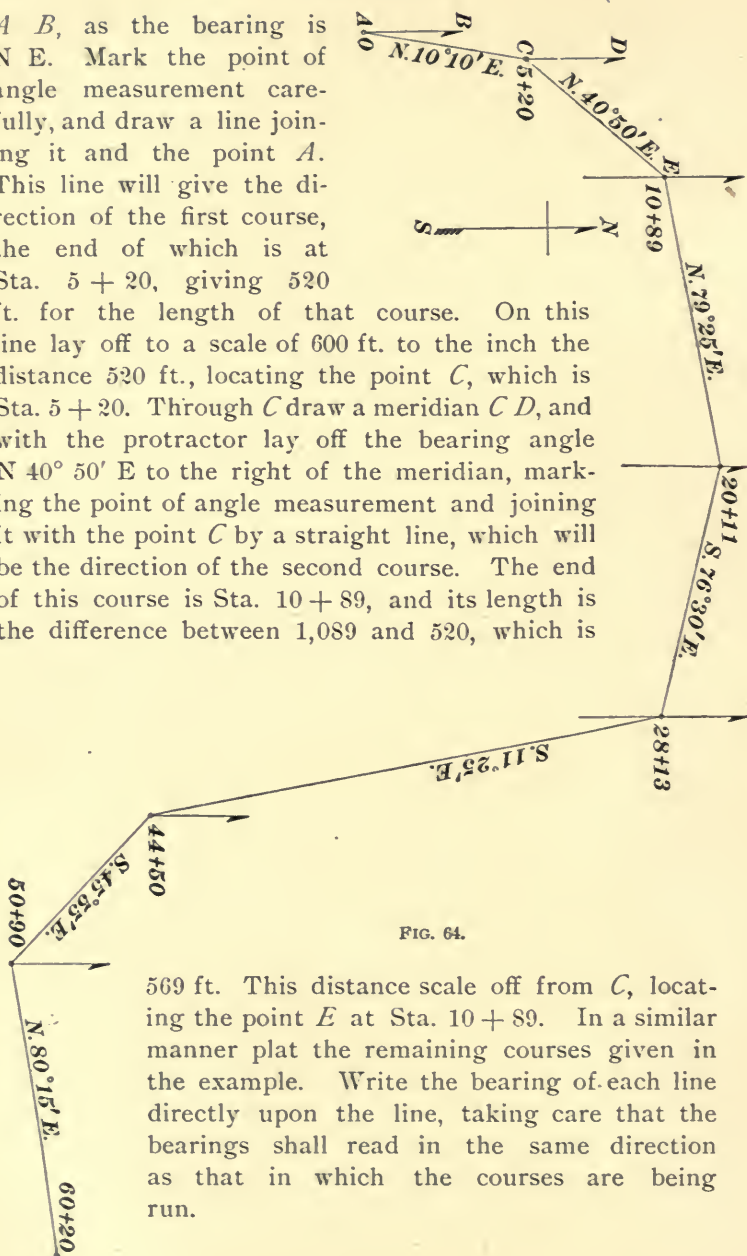 A B, as the bearing is
N E. Mark the point of
angle measurement care-
fully, and draw a line join-
ing it and the point A.
This line will give the di-
rection of the first course,
the end of which is at
Sta. 5 + 20, giving 520
ft. for the length of that course. On this
line lay off to a scale of 600 ft. to the inch the
distance 520 ft., locating the point C, which is
Sta. 5 + 20. Through C draw a meridian C D, and
with the protractor lay off the bearing angle
N 40° 50′ E to the right of the meridian, mark-
ing the point of angle measurement and joining
it with the point C by a straight line, which will
be the direction of the second course. The end
of this course is Sta. 10 + 89, and its length is
the difference between 1,089 and 520, which is
A
0
B
N.10°10′E.
C
5+20
D
N.40°50′E.
E
10+89
S
N
N.79°25′E.
20+11
S.76°30′E.
28+13
S.11°25′E.
44+50
S.45°55′E.
50+90
N.80°15′E.
60+20
FIG. 64.
569 ft. This distance scale off from C, locat-
ing the point E at Sta. 10 + 89. In a similar
manner plat the remaining courses given in
the example. Write the bearing of each line
directly upon the line, taking care that the
bearings shall read in the same direction
as that in which the courses are being
run.